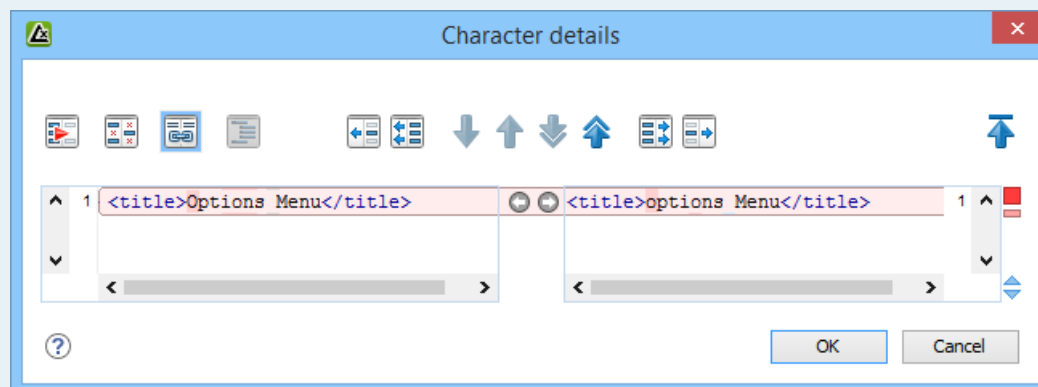 Character details
1 <title>Options Menu</title> <title>options Menu</title> 1
OK Cancel